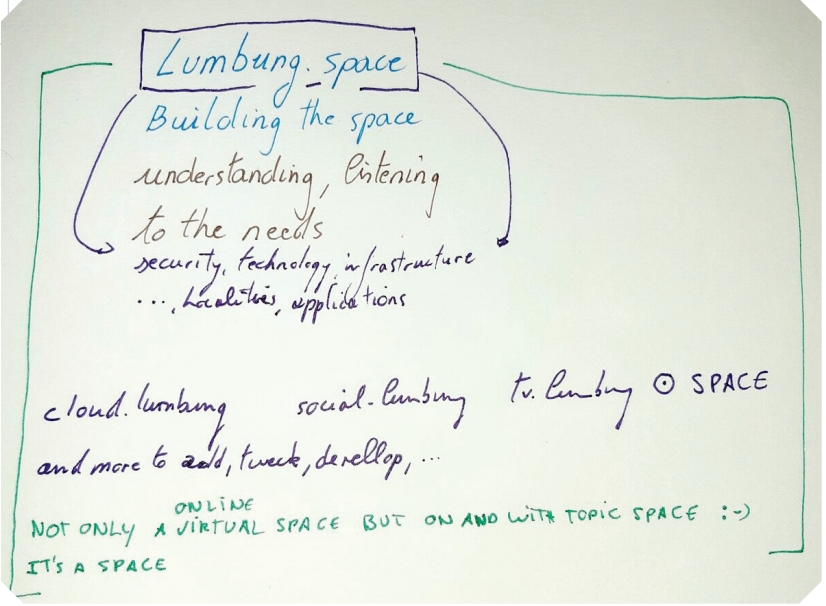 Lumbung.space
Building the space
understanding, listening
to the needs
security, technology, infrastructure
..., localities, applications
cloud.lumbung social.lumbung tv.lumbung ⊙ SPACE
and more to add, tweek, devellop, ...
ONLINE
NOT ONLY A VIRTUAL SPACE BUT ON AND WITH TOPIC SPACE :-)
IT'S A SPACE